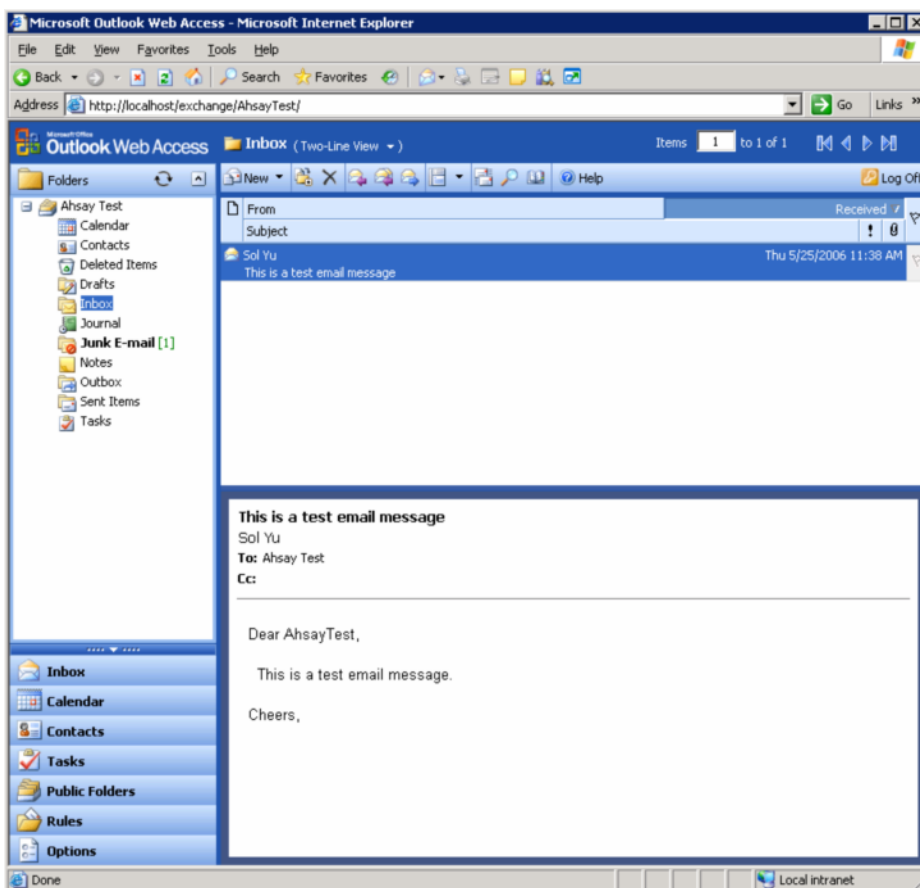 Microsoft Outlook Web Access - Microsoft Internet Explorer
File Edit View Favorites Tools Help
Back Search Favorites
Address http://localhost/exchange/AhsayTest/ Go Links »
Microsoft Office
Outlook Web Access Inbox (Two-Line View ) Items 1 to 1 of 1
Folders New Help Log Off
Ahsay Test
Calendar
Contacts
Deleted Items
Drafts
Inbox
Journal
Junk E-mail [1]
Notes
Outbox
Sent Items
Tasks
From Received
Subject
Sol Yu Thu 5/25/2006 11:38 AM
This is a test email message
This is a test email message
Sol Yu
To: Ahsay Test
Cc:
Dear AhsayTest,
This is a test email message.
Cheers,
Inbox
Calendar
Contacts
Tasks
Public Folders
Rules
Options
Done Local intranet